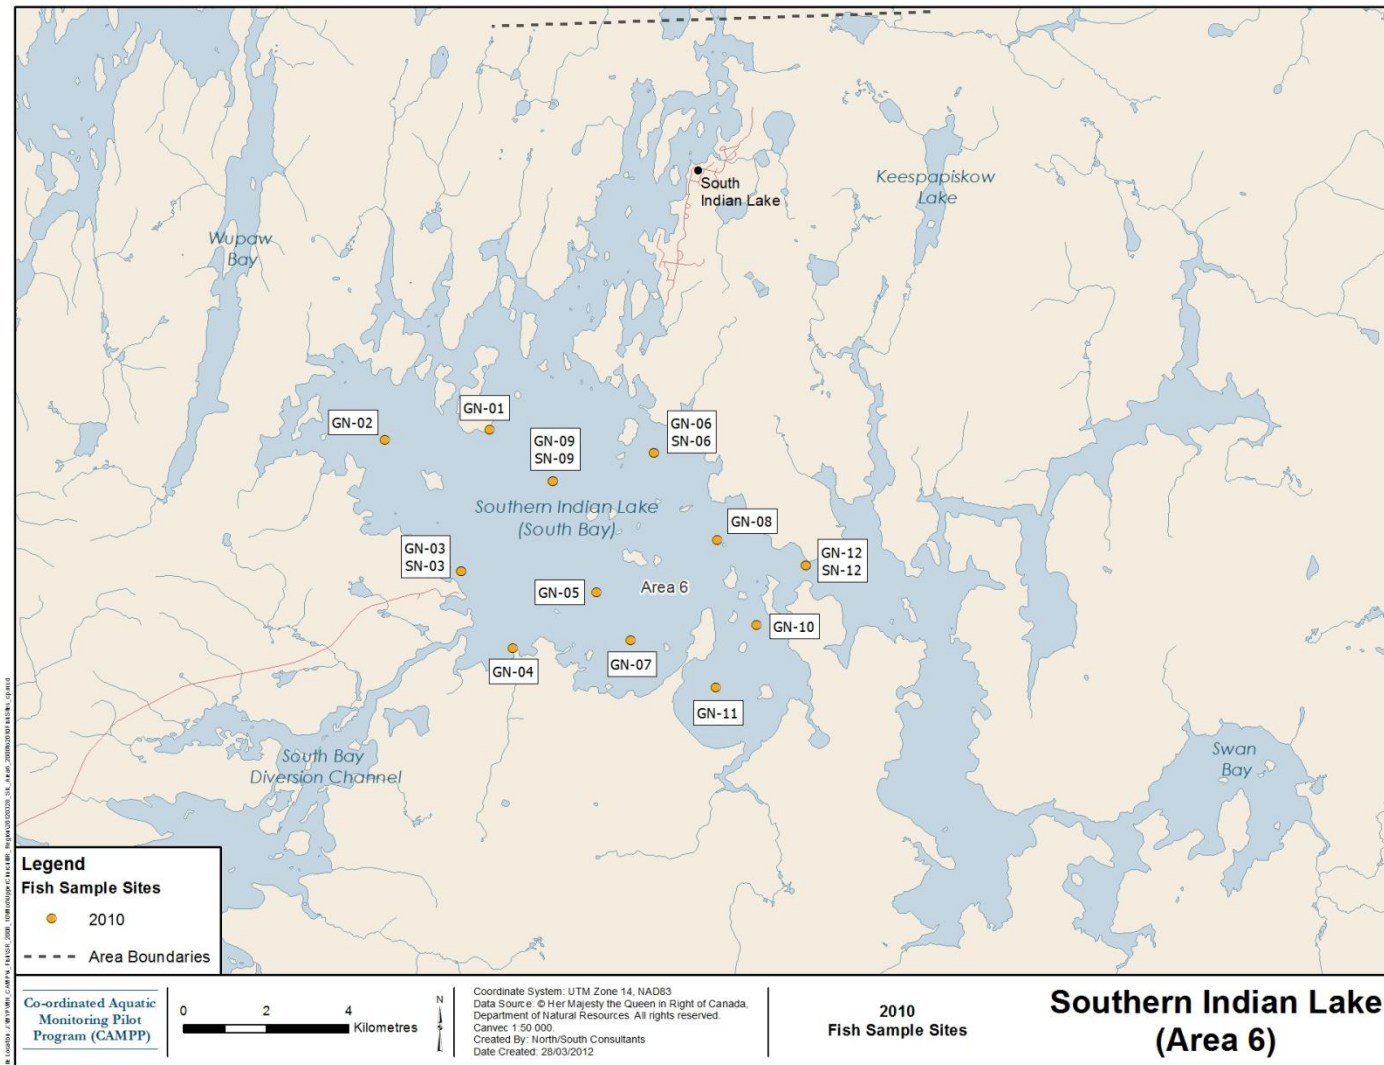 South
Indian Lake
Keespapiskow
Lake
Wupaw
Bay
GN-01
GN-02
GN-09
SN-09
GN-06
SN-06
Southern Indian Lake
(South Bay)
GN-08
GN-03
SN-03
GN-12
SN-12
GN-05
Area 6
GN-10
GN-07
GN-04
GN-11
South Bay
Diversion Channel
Swan
Bay
Legend
Fish Sample Sites
2010
Area Boundaries
Co-ordinated Aquatic
Monitoring Pilot
Program (CAMPP)
0 2 4
Kilometres
N
Coordinate System: UTM Zone 14, NAD83
Data Source: © Her Majesty the Queen in Right of Canada,
Department of Natural Resources. All rights reserved.
Canvec 1:50 000.
Created By: North/South Consultants
Date Created: 28/03/2012
2010
Fish Sample Sites
Southern Indian Lake
(Area 6)